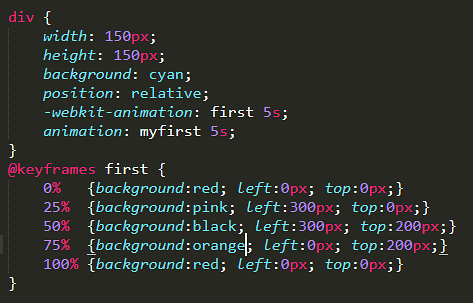 div {
width: 150px;
height: 150px;
background: cyan;
position: relative;
-webkit-animation: first 5s;
animation: myfirst 5s;
}
@keyframes first {
0% {background:red; left:0px; top:0px;}
25% {background:pink; left:300px; top:0px;}
50% {background:black; left:300px; top:200px;}
75% {background:orange; left:0px; top:200px;}
100% {background:red; left:0px; top:0px;}
}